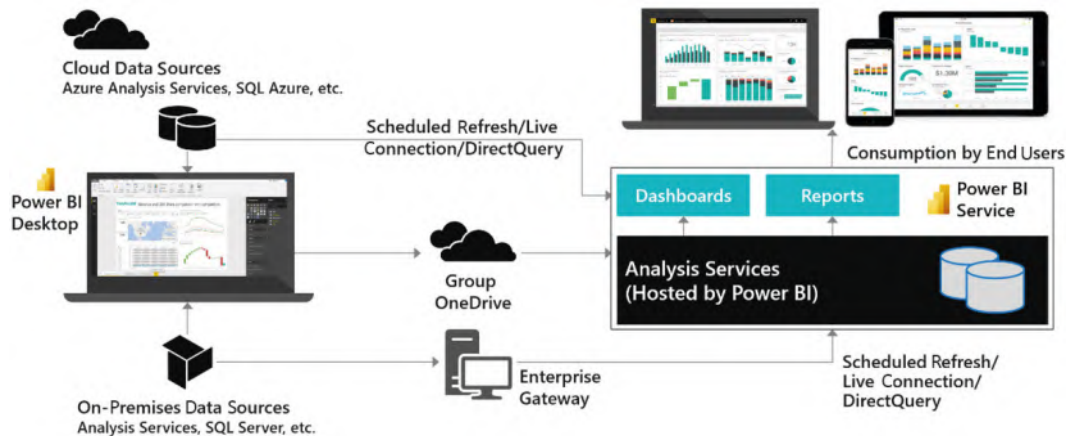 Cloud Data Sources
Azure Analysis Services, SQL Azure, etc.
Scheduled Refresh/Live
Connection/DirectQuery
Consumption by End Users
Power BI
Desktop
Dashboards
Reports
Power BI
Service
Group
OneDrive
Analysis Services
(Hosted by Power BI)
Enterprise
Gateway
Scheduled Refresh/
Live Connection/
DirectQuery
On-Premises Data Sources
Analysis Services, SQL Server, etc.